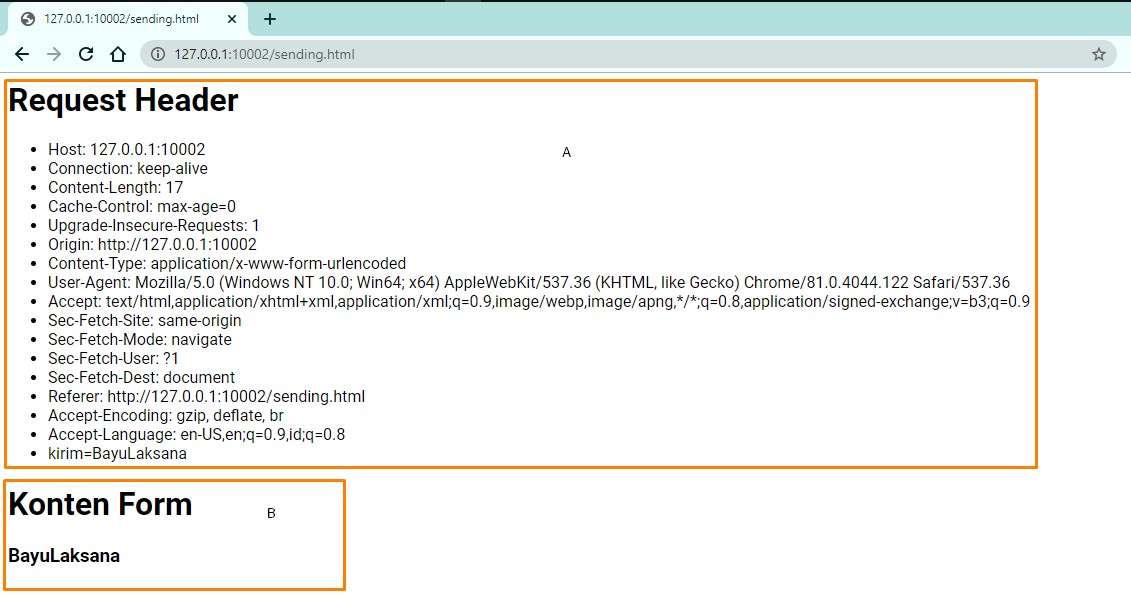 127.0.0.1:10002/sending.html
127.0.0.1:10002/sending.html
Request Header
A
Host: 127.0.0.1:10002
Connection: keep-alive
Content-Length: 17
Cache-Control: max-age=0
Upgrade-Insecure-Requests: 1
Origin: http://127.0.0.1:10002
Content-Type: application/x-www-form-urlencoded
User-Agent: Mozilla/5.0 (Windows NT 10.0; Win64; x64) AppleWebKit/537.36 (KHTML, like Gecko) Chrome/81.0.4044.122 Safari/537.36
Accept: text/html,application/xhtml+xml,application/xml;q=0.9,image/webp,image/apng,*/*;q=0.8,application/signed-exchange;v=b3;q=0.9
Sec-Fetch-Site: same-origin
Sec-Fetch-Mode: navigate
Sec-Fetch-User: ?1
Sec-Fetch-Dest: document
Referer: http://127.0.0.1:10002/sending.html
Accept-Encoding: gzip, deflate, br
Accept-Language: en-US,en;q=0.9,id;q=0.8
kirim=BayuLaksana
Konten Form
B
BayuLaksana